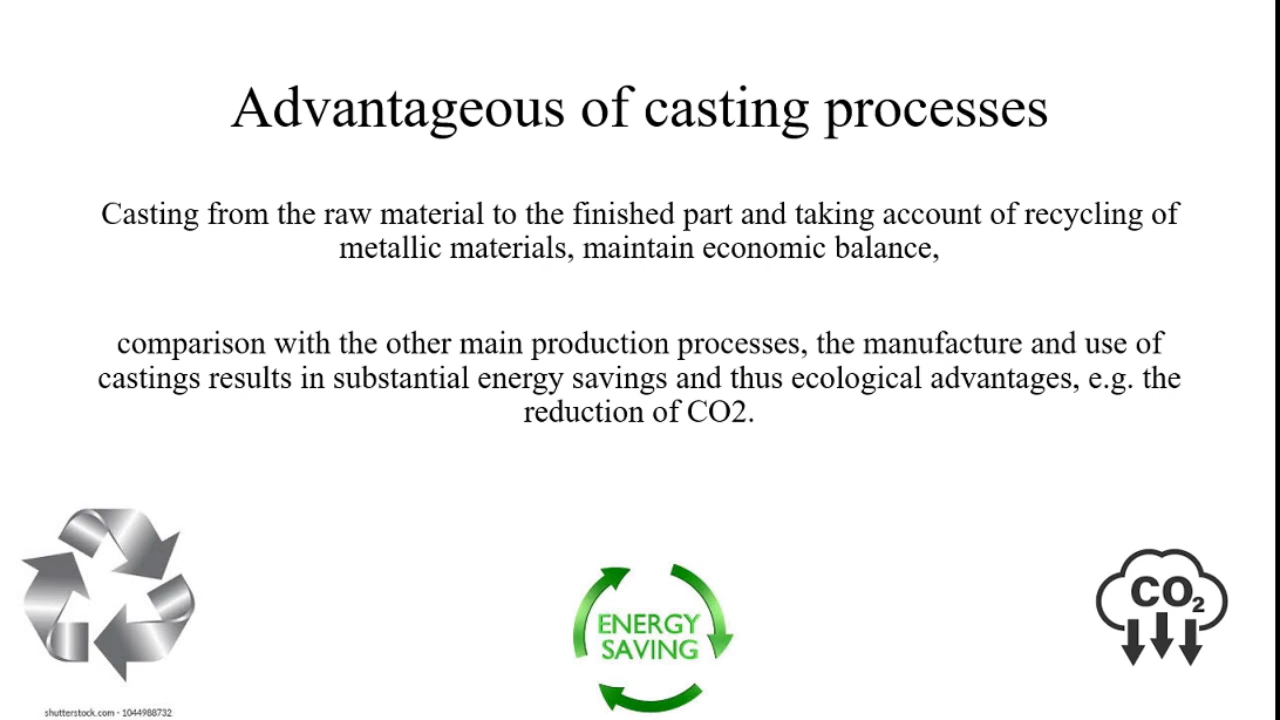 Advantageous of casting processes
Casting from the raw material to the finished part and taking account of recycling of
metallic materials, maintain economic balance,
comparison with the other main production processes, the manufacture and use of
castings results in substantial energy savings and thus ecological advantages, e.g. the
reduction of CO2.
ENERGY
SAVING
CO2
shutterstock.com · 1044988732